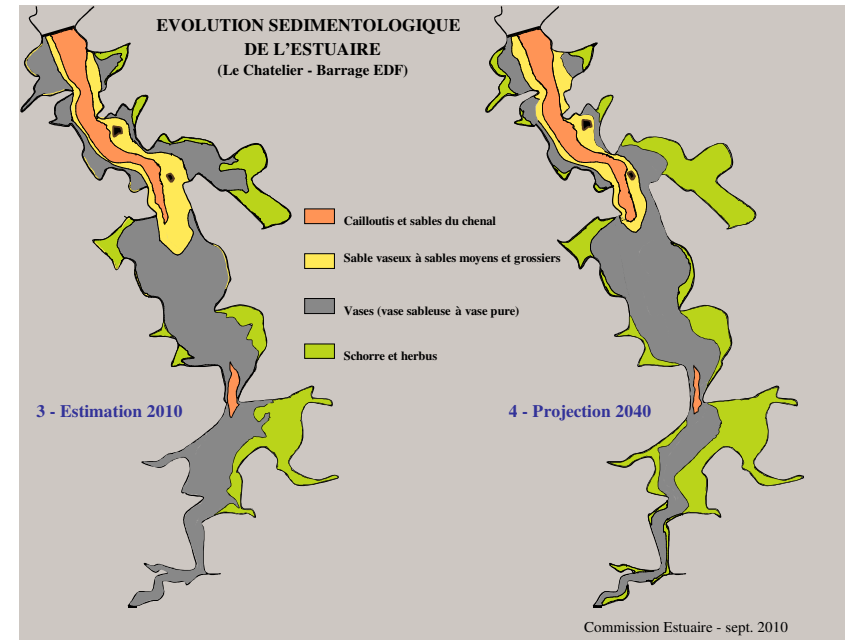 EVOLUTION SEDIMENTOLOGIQUE
DE L'ESTUAIRE
(Le Chatelier - Barrage EDF)
Cailloutis et sables du chenal
Sable vaseux à sables moyens et grossiers
Vases (vase sableuse à vase pure)
Schorre et herbus
3 - Estimation 2010
4 - Projection 2040
Commission Estuaire - sept. 2010